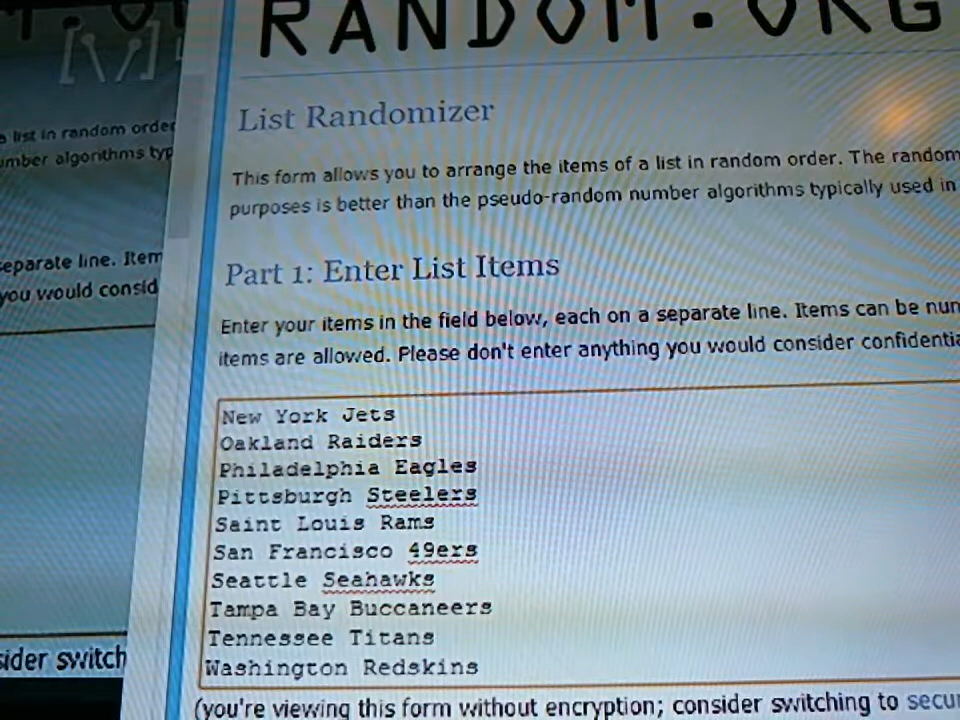 RANDOM.ORG
List Randomizer
This form allows you to arrange the items of a list in random order. The random
purposes is better than the pseudo-random number algorithms typically used in
Part 1: Enter List Items
Enter your items in the field below, each on a separate line. Items can be num
items are allowed. Please don't enter anything you would consider confidentia
New York Jets
Oakland Raiders
Philadelphia Eagles
Pittsburgh Steelers
Saint Louis Rams
San Francisco 49ers
Seattle Seahawks
Tampa Bay Buccaneers
Tennessee Titans
Washington Redskins
(you're viewing this form without encryption; consider switching to secur
a list in random order
umber algorithms typ
separate line. Item
you would consid
sider switch